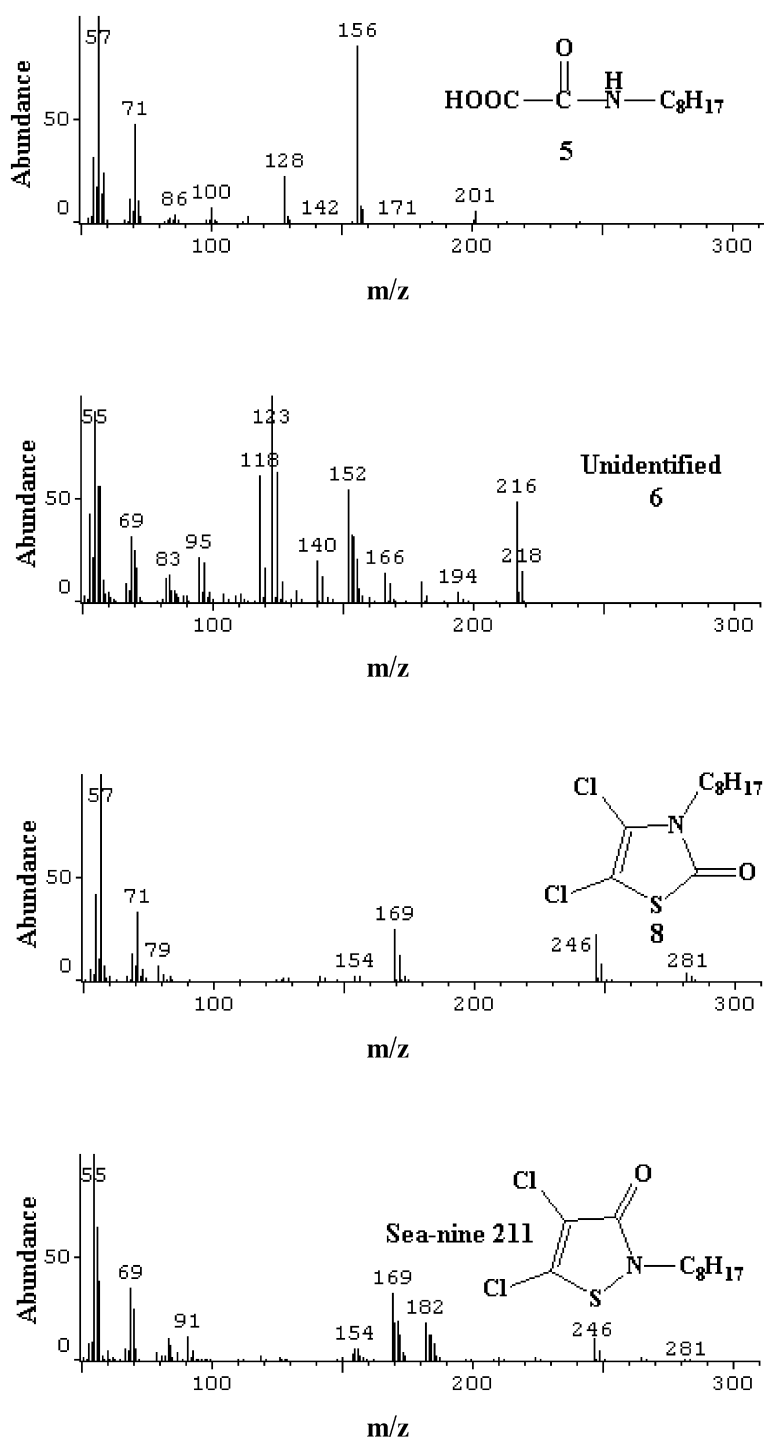 Abundance
50
0
57
71
86
100
128
142
156
171
201
100
200
300
m/z
HOOC
C
O
N
H
C8H17
5
Abundance
50
0
55
69
83
95
118
123
140
152
166
194
216
218
100
200
300
m/z
Unidentified
6
Abundance
50
0
57
71
79
154
169
246
281
100
200
300
m/z
Cl
Cl
N
C8H17
O
S
8
Abundance
50
0
55
69
91
154
169
182
246
281
100
200
300
m/z
Sea-nine 211
Cl
Cl
O
N
C8H17
S